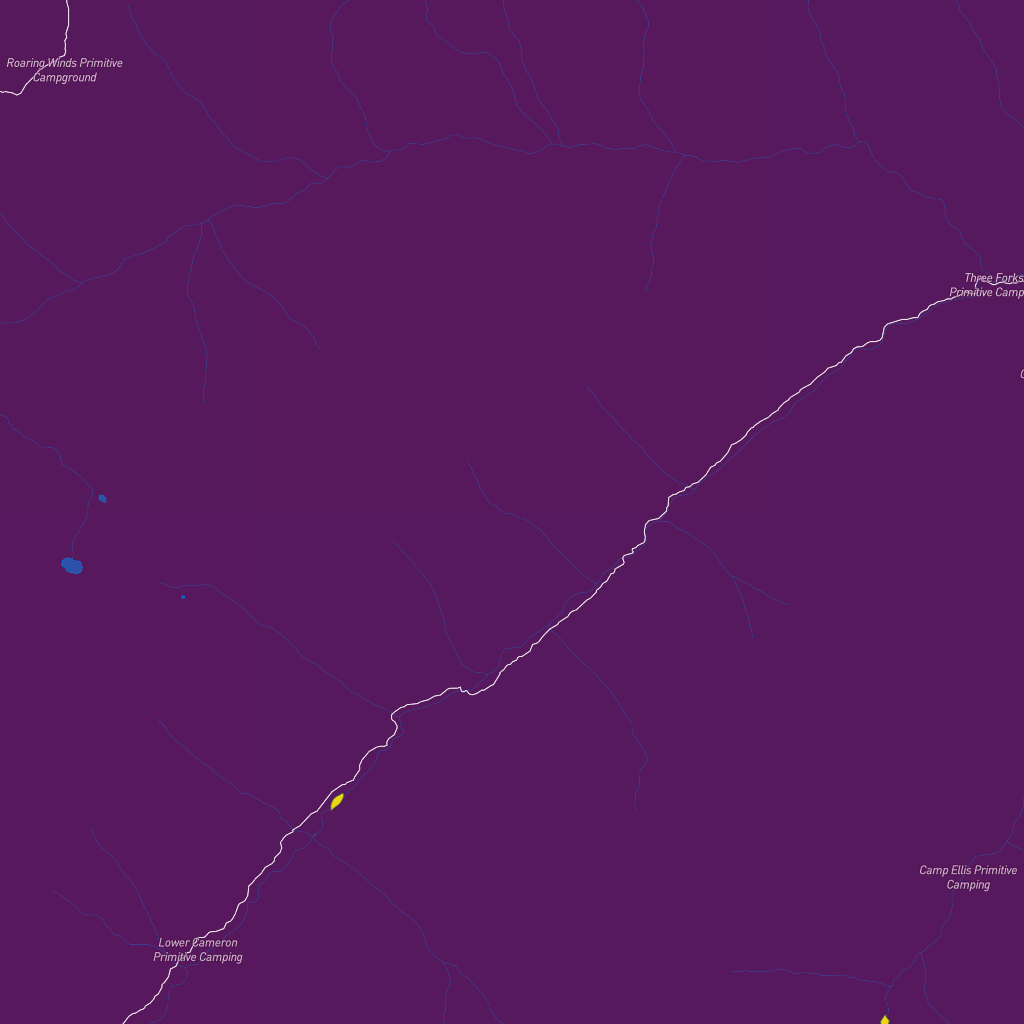 Roaring Winds Primitive
Campground
Three Forks
Primitive Camp
Camp Ellis Primitive
Camping
Lower Cameron
Primitive Camping